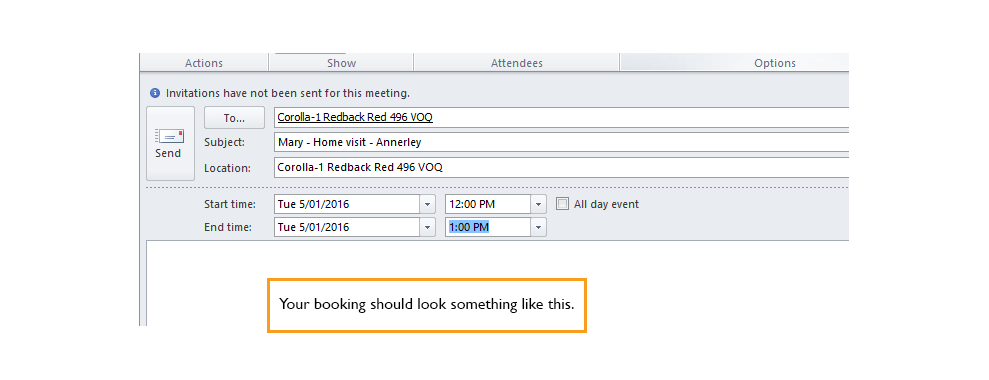 Actions Show Attendees Options
Invitations have not been sent for this meeting.
To... Corolla-1 Redback Red 496 VOQ
Send
Subject: Mary - Home visit - Annerley
Location: Corolla-1 Redback Red 496 VOQ
Start time: Tue 5/01/2016 12:00 PM All day event
End time: Tue 5/01/2016 1:00 PM
Your booking should look something like this.